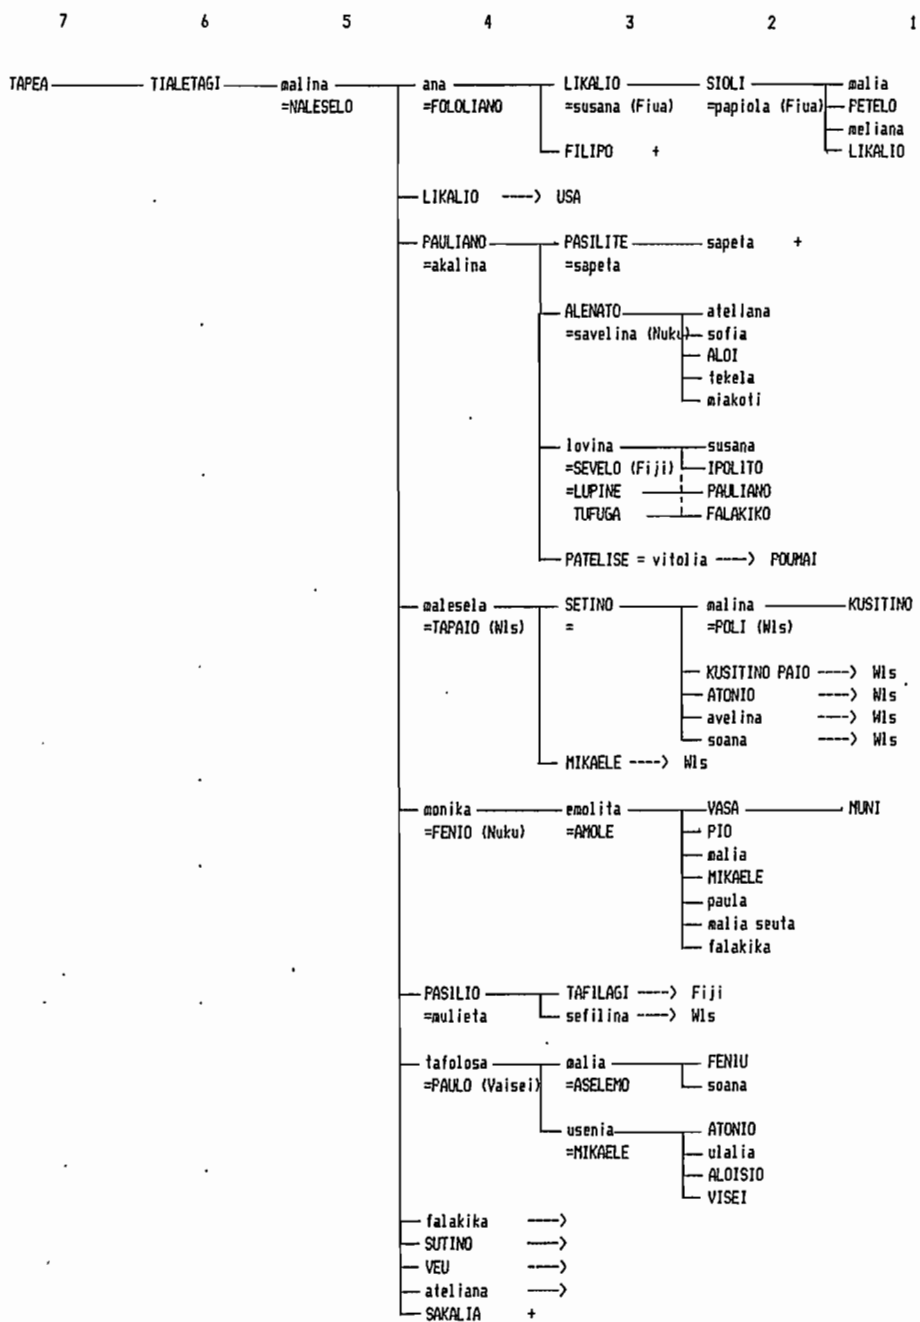 7 6 5 4 3 2 1
TAPEA TIALETAGI malina ana LIKALIO SIOLI malia
=NALESELO =FOLOLIANO =susana (Fiua) =papiola (Fiua) PETELO
meliana
FILIPO + LIKALIO
LIKALIO ----> USA
PAULIANO PASILITE sapeta +
=akalina =sapeta
ALENATO atellana
=savelina (Nuku) sofia
ALOI
tekela
miakoti
lovina susana
=SEVELO (Fiji) IPOLITO
=LUPINE PAULIANO
TUFUGA FALAKIKO
PATELISE = vitolia ----> POUMAI
malesela SETINO malina KUSITINO
=TAPAIO (Wls) = =POLI (Wls)
KUSITINO PAIO ----> Wls
ATONIO ----> Wls
avelina ----> Wls
soana ----> Wls
MIKAELE ----> Wls
monika emolita VASA NUNI
=FENIO (Nuku) =AMOLE PIO
malia
MIKAELE
paula
malia seuta
falakika
PASILIO TAFILAGI ----> Fiji
=mulieta sefilina ----> Wls
tafolosa malia FENIU
=PAULO (Vaisei) =ASELEMO soana
usenia ATONIO
=MIKAELE ulalia
ALOISIO
VISEI
falakika ---->
SUTINO ---->
VEU ---->
ateliana ---->
SAKALIA +